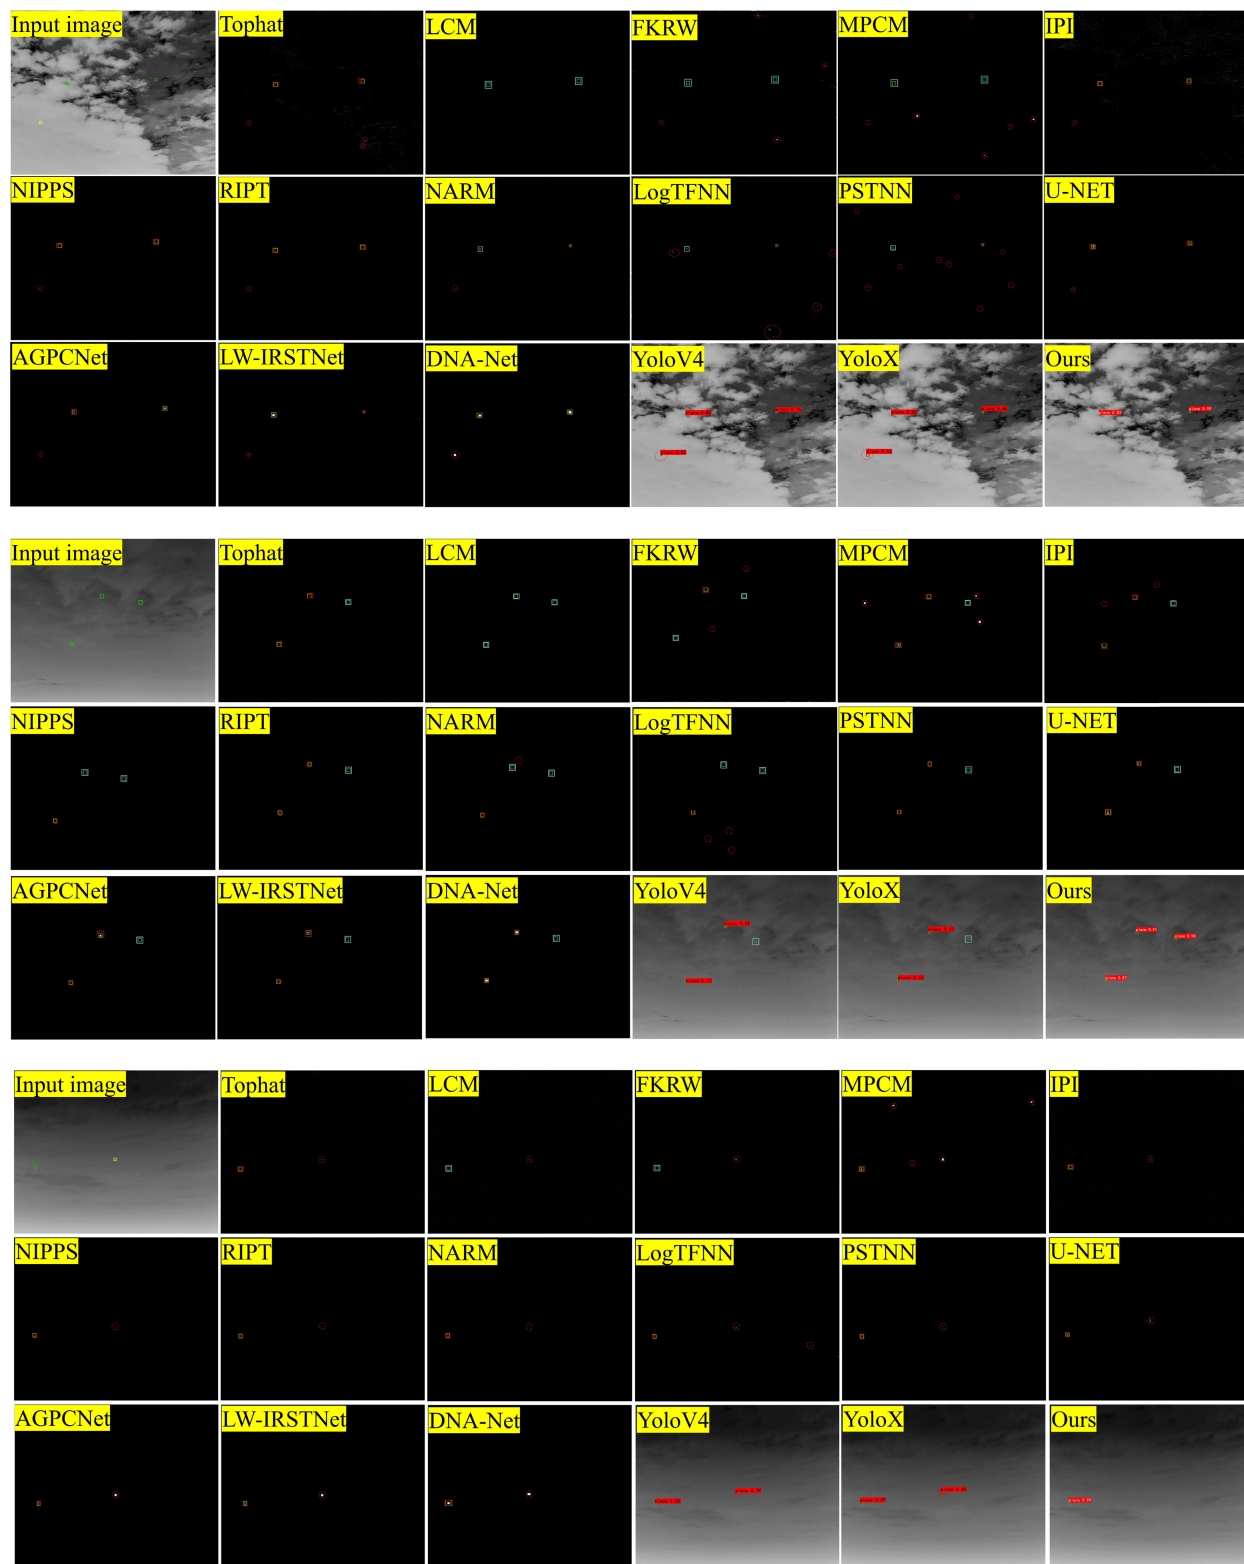 Input image Tophat LCM FKRW MPCM IPI
NIPPS RIPT NARM LogTFNN PSTNN U-NET
AGPCNet LW-IRSTNet DNA-Net YoloV4 YoloX Ours
Input image Tophat LCM FKRW MPCM IPI
NIPPS RIPT NARM LogTFNN PSTNN U-NET
AGPCNet LW-IRSTNet DNA-Net YoloV4 YoloX Ours
Input image Tophat LCM FKRW MPCM IPI
NIPPS RIPT NARM LogTFNN PSTNN U-NET
AGPCNet LW-IRSTNet DNA-Net YoloV4 YoloX Ours